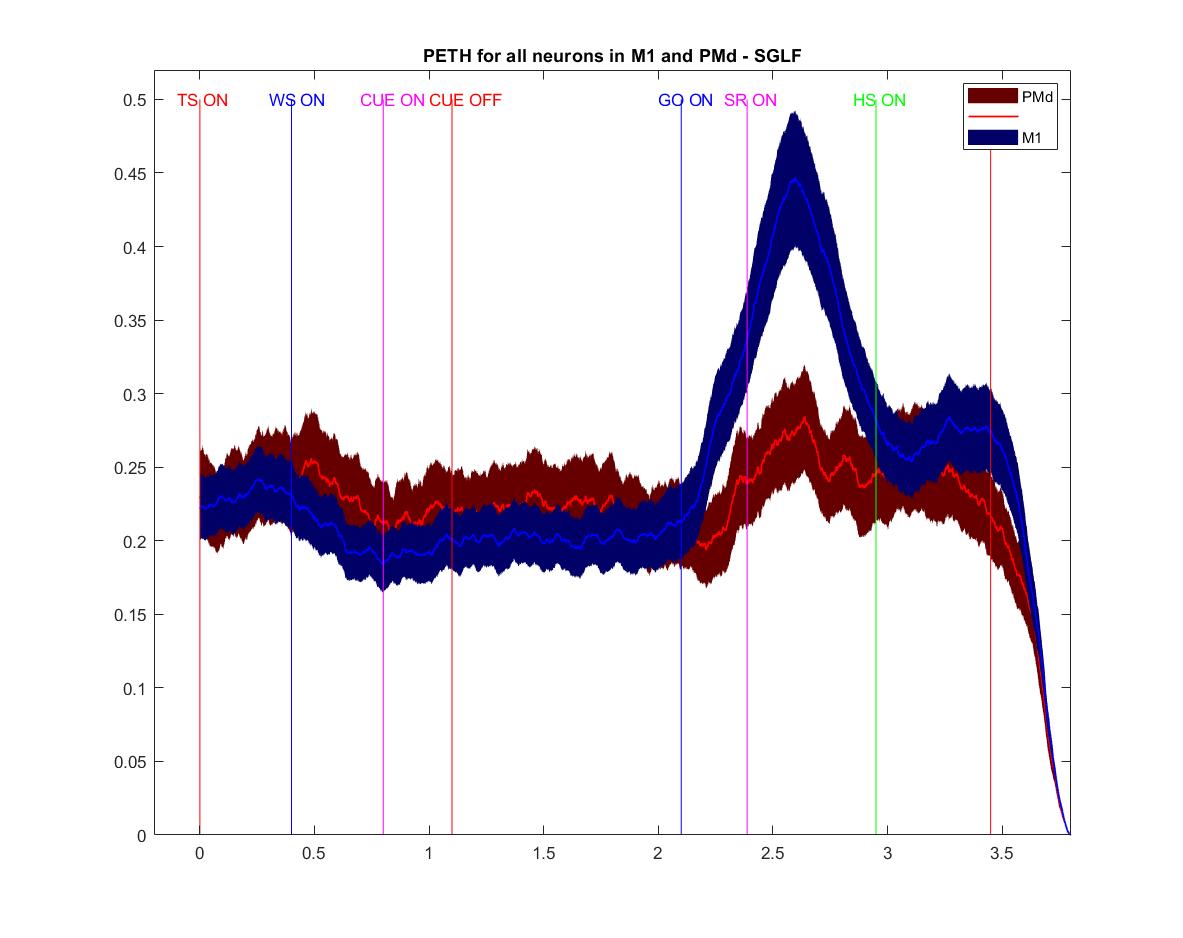 PETH for all neurons in M1 and PMd - SGLF
TS ON WS ON CUE ON CUE OFF GO ON SR ON HS ON
PMd
M1
0.5
0.45
0.4
0.35
0.3
0.25
0.2
0.15
0.1
0.05
0
0 0.5 1 1.5 2 2.5 3 3.5